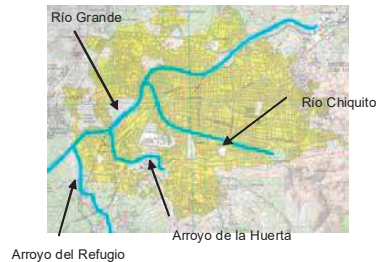 Río Grande
Río Chiquito
Arroyo de la Huerta
Arroyo del Refugio